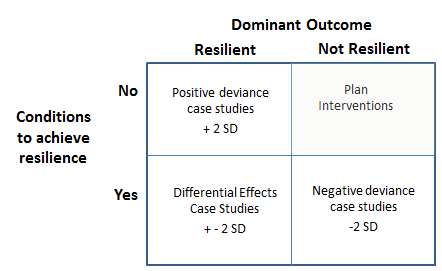 Dominant Outcome
Resilient
Not Resilient
Conditions
to achieve
resilience
No
Positive deviance
case studies
+ 2 SD
Plan
Interventions
Yes
Differential Effects
Case Studies
+ - 2 SD
Negative deviance
case studies
-2 SD